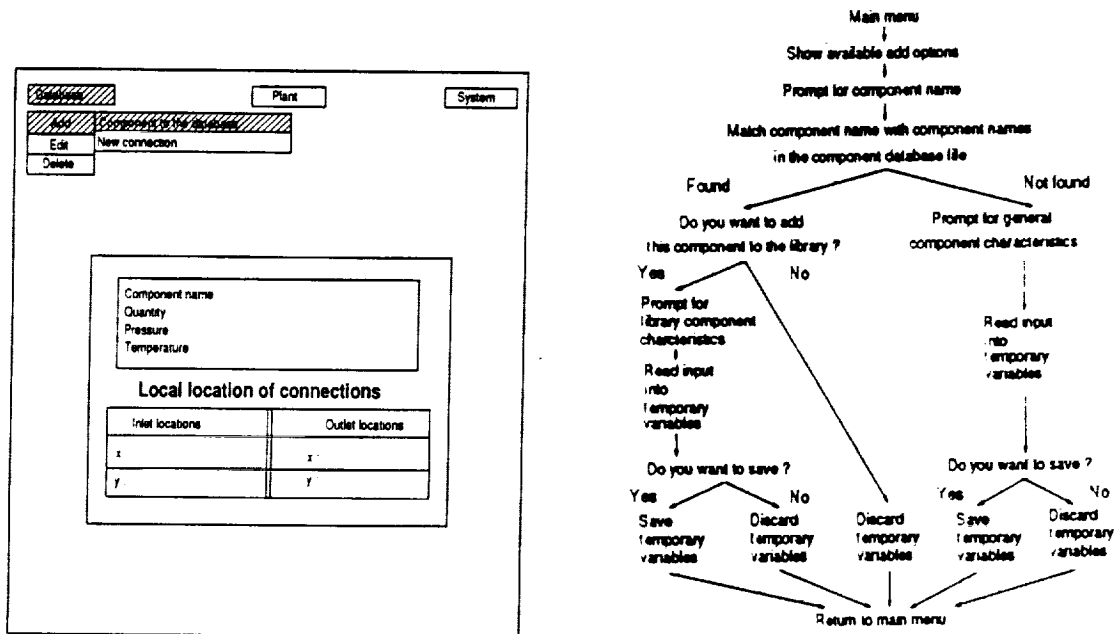 Database
Plant
System
Add
Component to the database
Edit
New connection
Delete
Component name
Quantity
Pressure
Temperature
Local location of connections
Inlet locations
Outlet locations
x
x
y
y
Main menu
Show available add options
Prompt for component name
Match component name with component names
in the component database file
Found
Not found
Do you want to add
this component to the library ?
Prompt for general
component characteristics
Yes
No
Prompt for
library component
charcteristics
Read input
into
temporary
variables
Read input
into
temporary
variables
Do you want to save ?
Do you want to save ?
Yes
No
Yes
No
Save
temporary
variables
Discard
temporary
variables
Discard
temporary
variables
Save
temporary
variables
Discard
temporary
variables
Return to main menu